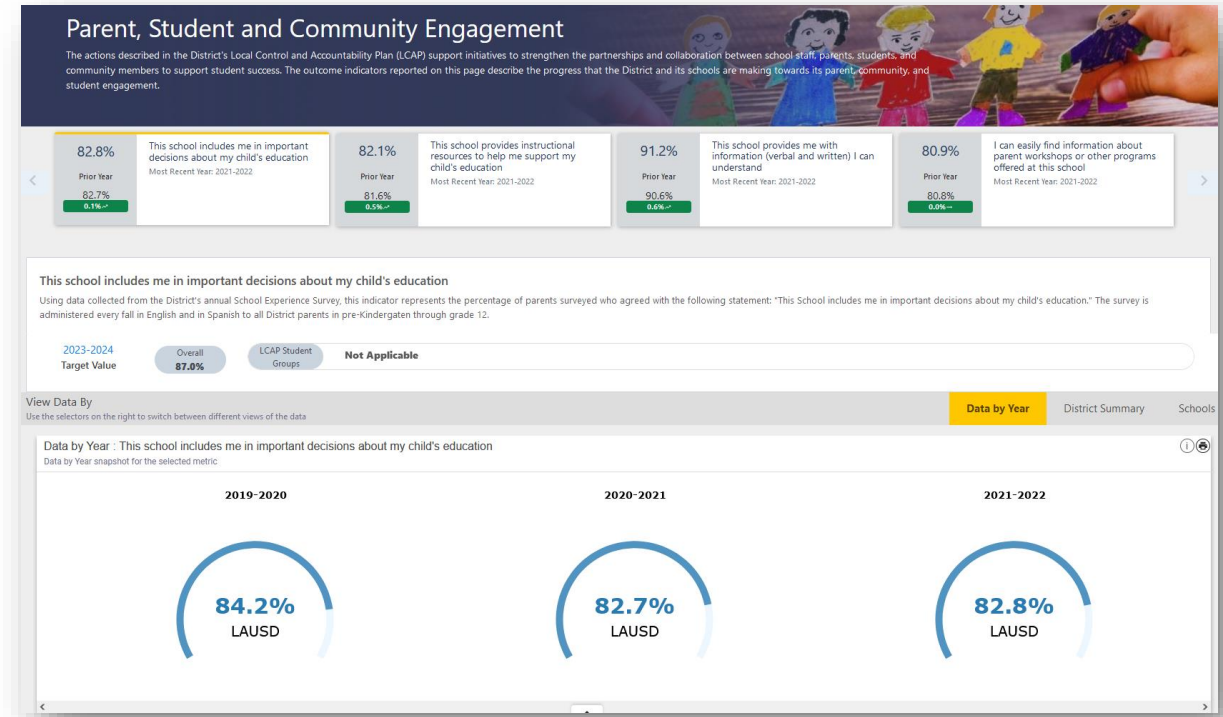 Parent, Student and Community Engagement
The actions described in the District's Local Control and Accountability Plan (LCAP) support initiatives to strengthen the partnerships and collaboration between school staff, parents, students, and
community members to support student success. The outcome indicators reported on this page describe the progress that the District and its schools are making towards its parent, community, and
student engagement.
82.8%
Prior Year
82.7%
0.1%
This school includes me in important
decisions about my child's education
Most Recent Year: 2021-2022
82.1%
Prior Year
81.6%
0.5%
This school provides instructional
resources to help me support my
child's education
Most Recent Year: 2021-2022
91.2%
Prior Year
90.6%
0.6%
This school provides me with
information (verbal and written) I can
understand
Most Recent Year: 2021-2022
80.9%
Prior Year
80.8%
0.0%
I can easily find information about
parent workshops or other programs
offered at this school
Most Recent Year: 2021-2022
This school includes me in important decisions about my child's education
Using data collected from the District's annual School Experience Survey, this indicator represents the percentage of parents surveyed who agreed with the following statement: "This School includes me in important decisions about my child's education." The survey is
administered every fall in English and in Spanish to all District parents in pre-Kindergaten through grade 12.
2023-2024
Target Value
Overall
87.0%
LCAP Student
Groups
Not Applicable
View Data By
Use the selectors on the right to switch between different views of the data
Data by Year
District Summary
Schools
Data by Year : This school includes me in important decisions about my child's education
Data by Year snapshot for the selected metric
2019-2020
84.2%
LAUSD
2020-2021
82.7%
LAUSD
2021-2022
82.8%
LAUSD